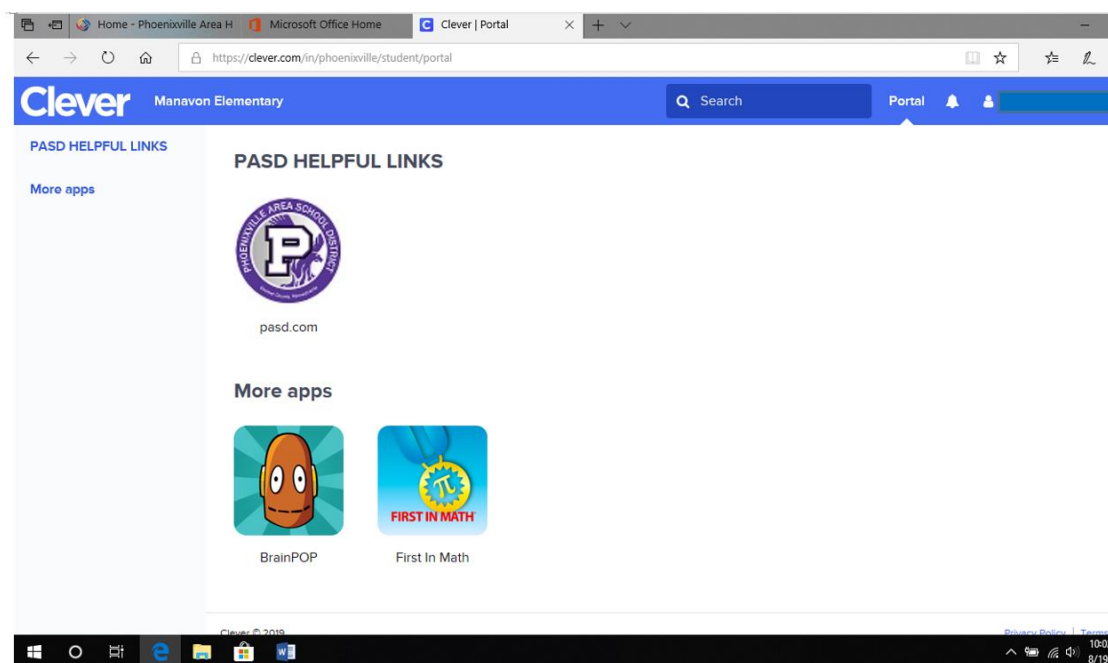 Home - Phoenixville Area H Microsoft Office Home Clever | Portal
https://clever.com/in/phoenixville/student/portal
Clever Manavon Elementary Search Portal
PASD HELPFUL LINKS
More apps
PASD HELPFUL LINKS
PHOENIXVILLE AREA SCHOOL DISTRICT
P
pasd.com
More apps
FIRST IN MATH
BrainPOP First In Math
Clever © 2019 Privacy Policy Terms